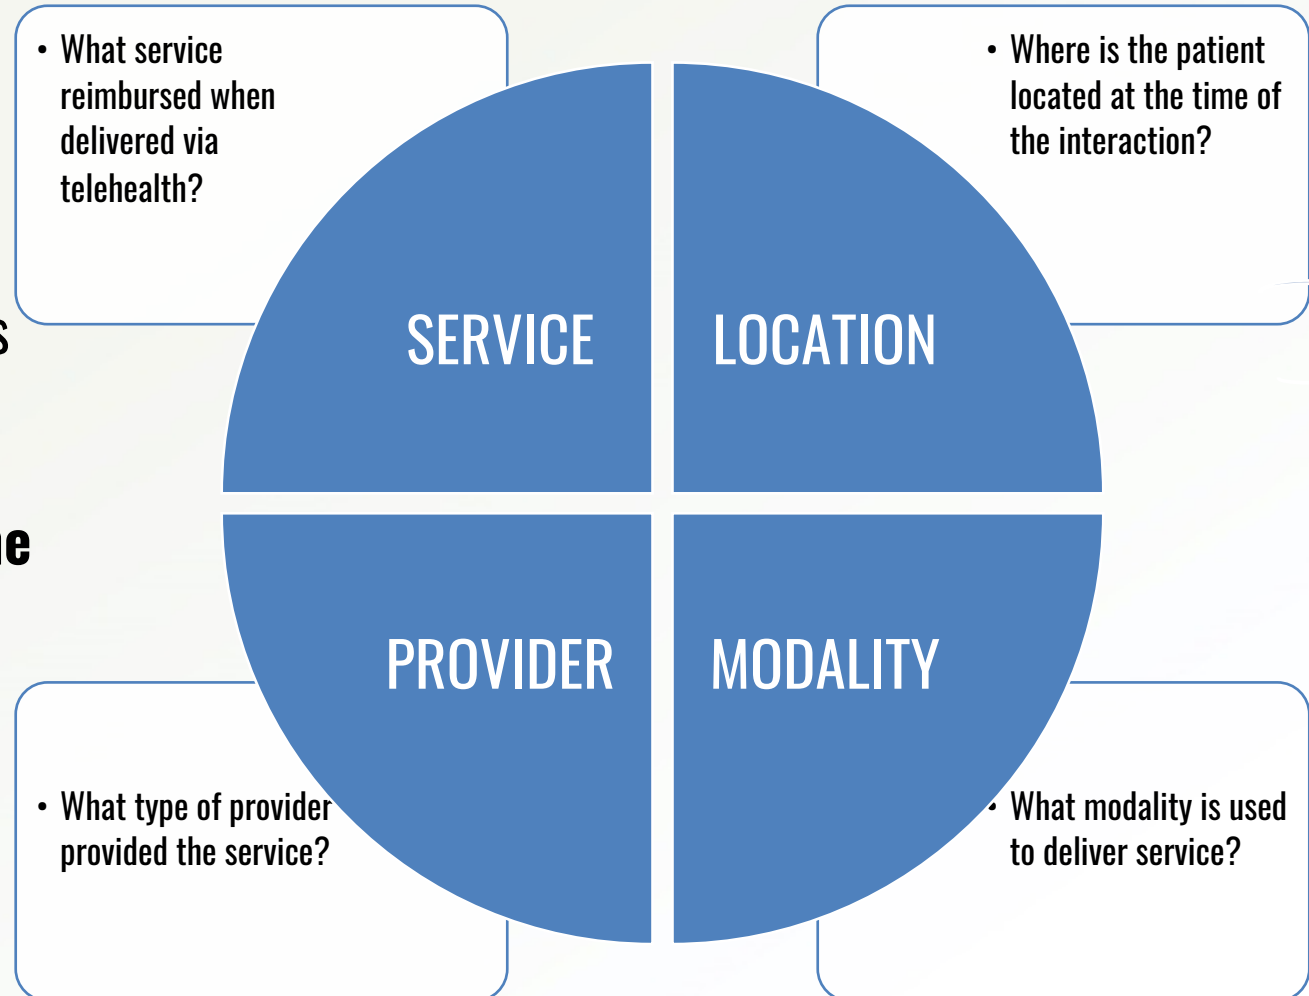 • What service
reimbursed when
delivered via
telehealth?
• Where is the patient
located at the time of
the interaction?
SERVICE
LOCATION
PROVIDER
MODALITY
• What type of provider
provided the service?
• What modality is used
to deliver service?